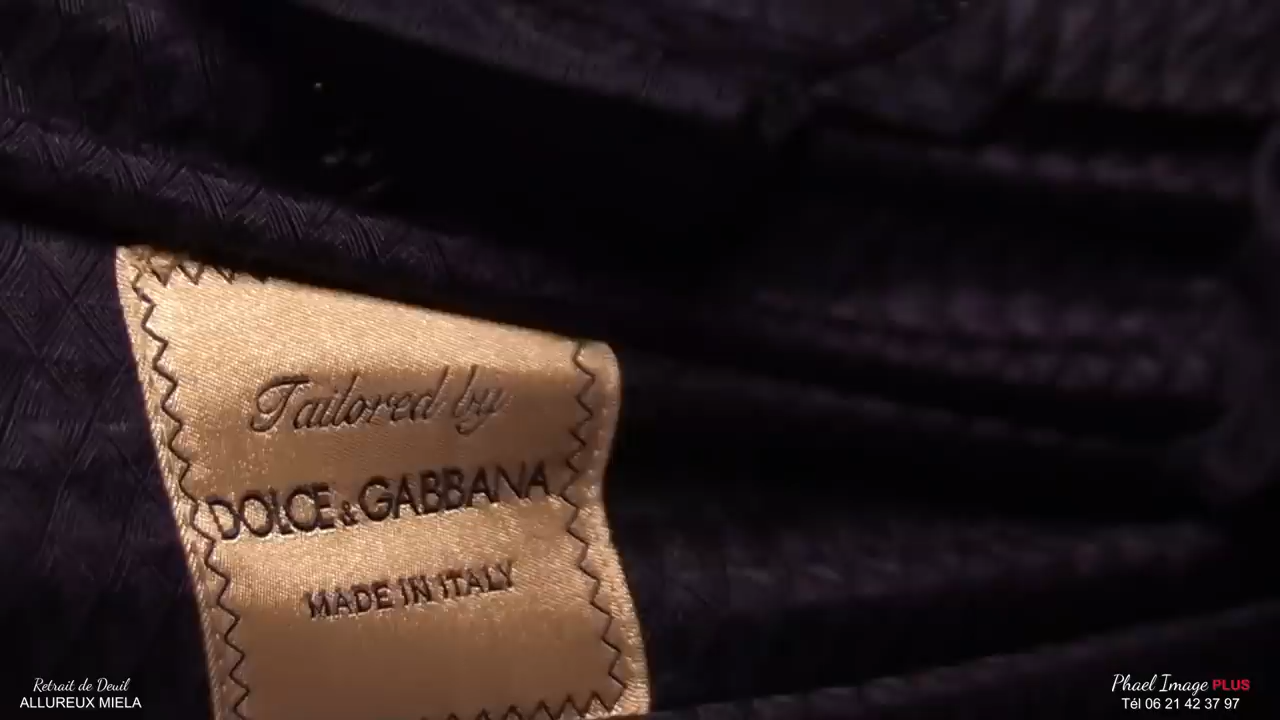 Tailored by
DOLCE & GABBANA
MADE IN ITALY
Retrait de Deuil
ALLUREUX MIELA
Phael Image PLUS
Tél 06 21 42 37 97